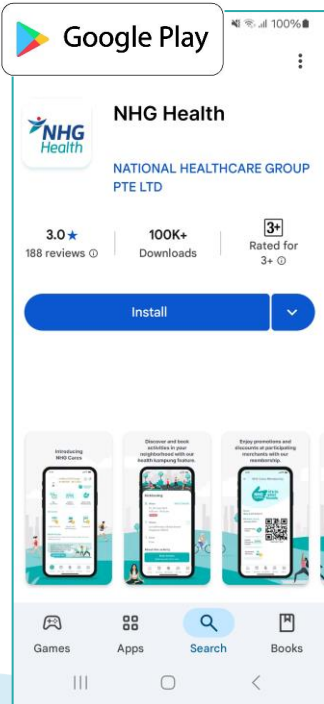 Google Play
100%
NHG Health
NHG
Health
NATIONAL HEALTHCARE GROUP
PTE LTD
3.0★
188 reviews
100K+
Downloads
3+
Rated for
3+
Install
Introducing
NHG Cares
Discover and book
activities in your
neighborhood with our
health kampung feature.
Enjoy promotions and
discounts at participating
merchants with our
membership.
Games
Apps
Search
Books